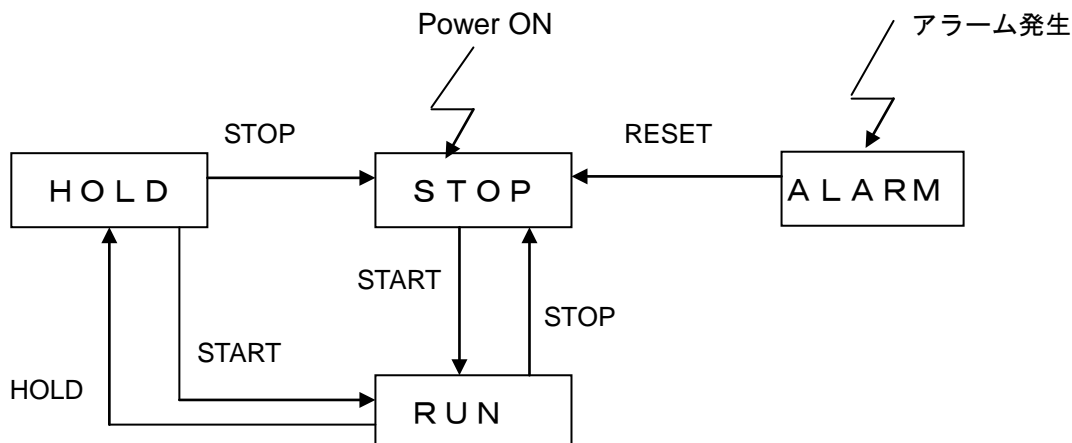 Power ON
アラーム発生
STOP
RESET
ＨＯＬＤ
ＳＴＯＰ
ＡＬＡＲＭ
START
STOP
START
HOLD
ＲＵＮ